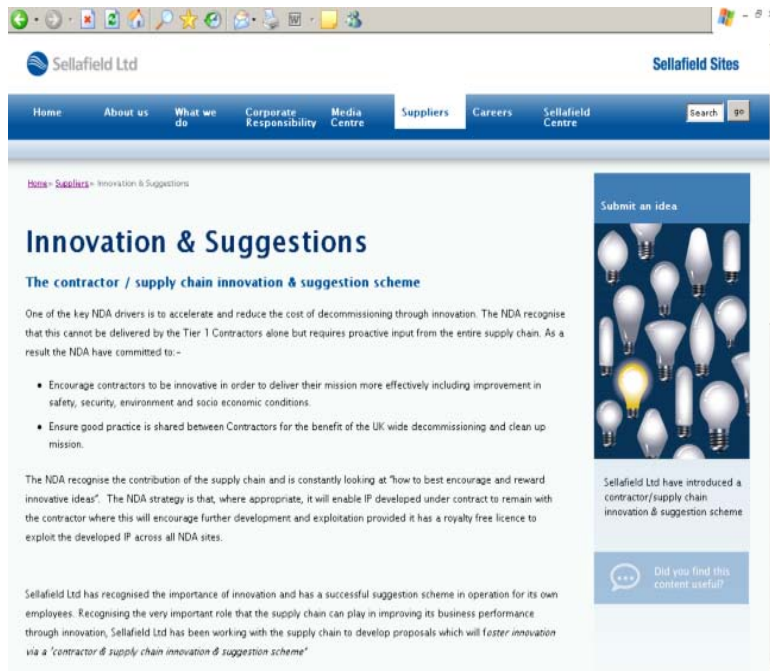 Sellafield Ltd
Sellafield Sites
Home
About us
What we
do
Corporate
Responsibility
Media
Centre
Suppliers
Careers
Sellafield
Centre
Search
go
Home» Suppliers» Innovation & Suggestions
Submit an idea
Innovation & Suggestions
The contractor / supply chain innovation & suggestion scheme
One of the key NDA drivers is to accelerate and reduce the cost of decommissioning through innovation. The NDA recognise
that this cannot be delivered by the Tier 1 Contractors alone but requires proactive input from the entire supply chain. As a
result the NDA have committed to:-
• Encourage contractors to be innovative in order to deliver their mission more effectively including improvement in
safety, security, environment and socio economic conditions.
• Ensure good practice is shared between Contractors for the benefit of the UK wide decommissioning and clean up
mission.
The NDA recognise the contribution of the supply chain and is constantly looking at "how to best encourage and reward
innovative ideas". The NDA strategy is that, where appropriate, it will enable IP developed under contract to remain with
the contractor where this will encourage further development and exploitation provided it has a royalty free licence to
exploit the developed IP across all NDA sites.
Sellafield Ltd has recognised the importance of innovation and has a successful suggestion scheme in operation for its own
employees. Recognising the very important role that the supply chain can play in improving its business performance
through innovation, Sellafield Ltd has been working with the supply chain to develop proposals which will foster innovation
via a 'contractor & supply chain innovation & suggestion scheme"
Sellafield Ltd have introduced a
contractor/supply chain
innovation & suggestion scheme
Did you find this
content useful?